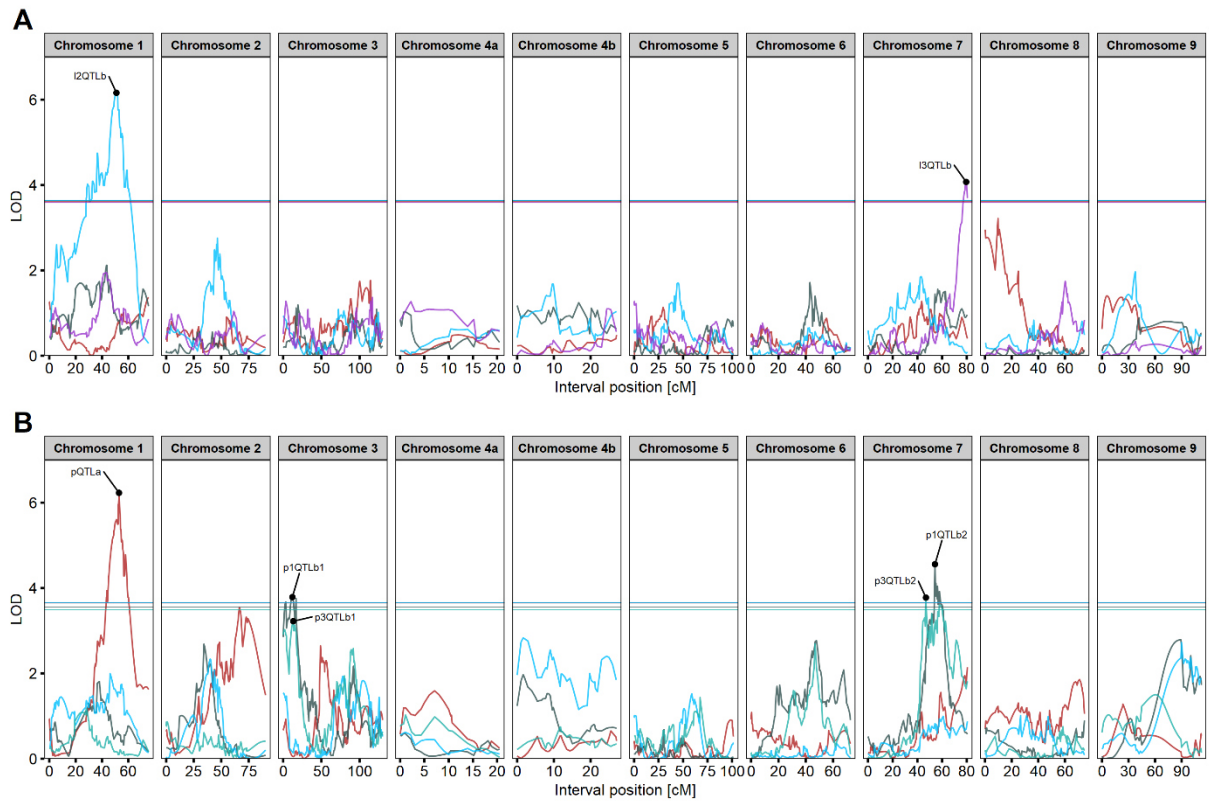 A
Chromosome 1 Chromosome 2 Chromosome 3 Chromosome 4a Chromosome 4b Chromosome 5 Chromosome 6 Chromosome 7 Chromosome 8 Chromosome 9
l2QTLb
6
l3QTLb
4
LOD
2
0
0 20 40 60 0 25 50 75 0 50 100 0 5 10 15 20 0 10 20 0 25 50 75 100 0 20 40 60 0 20 40 60 80 0 20 40 60 0 30 60 90
Interval position [cM]
B
Chromosome 1 Chromosome 2 Chromosome 3 Chromosome 4a Chromosome 4b Chromosome 5 Chromosome 6 Chromosome 7 Chromosome 8 Chromosome 9
pQTLa
6
p1QTLb2
p1QTLb1
p3QTLb2
4
p3QTLb1
LOD
2
0
0 20 40 60 0 25 50 75 0 50 100 0 5 10 15 20 0 10 20 0 25 50 75 100 0 20 40 60 0 20 40 60 80 0 20 40 60 0 30 60 90
Interval position [cM]